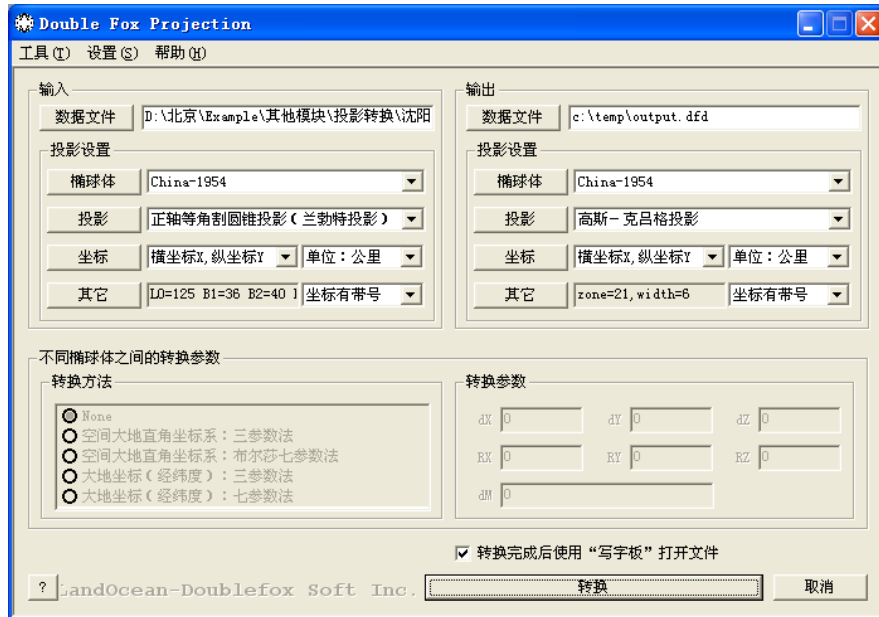 Double Fox Projection
工具(T) 设置(S) 帮助(H)
输入
数据文件 D:\北京\Example\其他模块\投影转换\沈阳
投影设置
椭球体 China-1954
投影 正轴等角割圆锥投影(兰勃特投影)
坐标 横坐标X,纵坐标Y 单位:公里
其它 L0=125 B1=36 B2=40 坐标有带号
输出
数据文件 c:\temp\output.dfd
投影设置
椭球体 China-1954
投影 高斯-克吕格投影
坐标 横坐标X,纵坐标Y 单位:公里
其它 zone=21,width=6 坐标有带号
不同椭球体之间的转换参数
转换方法
None
空间大地直角坐标系:三参数法
空间大地直角坐标系:布尔莎七参数法
大地坐标(经纬度):三参数法
大地坐标(经纬度):七参数法
转换参数
dX 0 dY 0 dZ 0
RX 0 RY 0 RZ 0
dM 0
转换完成后使用“写字板”打开文件
? LandOcean-Doublefox Soft Inc. 转换 取消